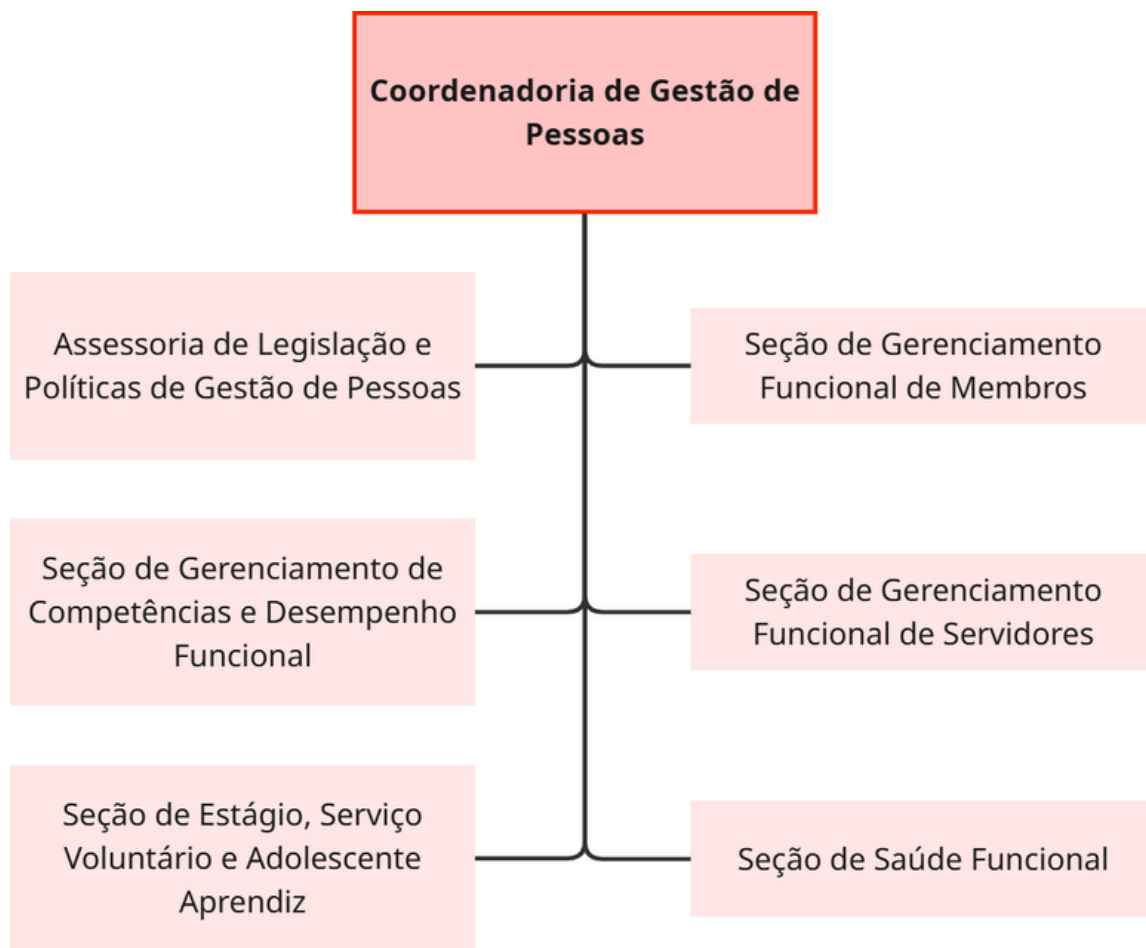 Coordenadoria de Gestão de
Pessoas
Assessoria de Legislação e
Políticas de Gestão de Pessoas
Seção de Gerenciamento
Funcional de Membros
Seção de Gerenciamento de
Competências e Desempenho
Funcional
Seção de Gerenciamento
Funcional de Servidores
Seção de Estágio, Serviço
Voluntário e Adolescente
Aprendiz
Seção de Saúde Funcional